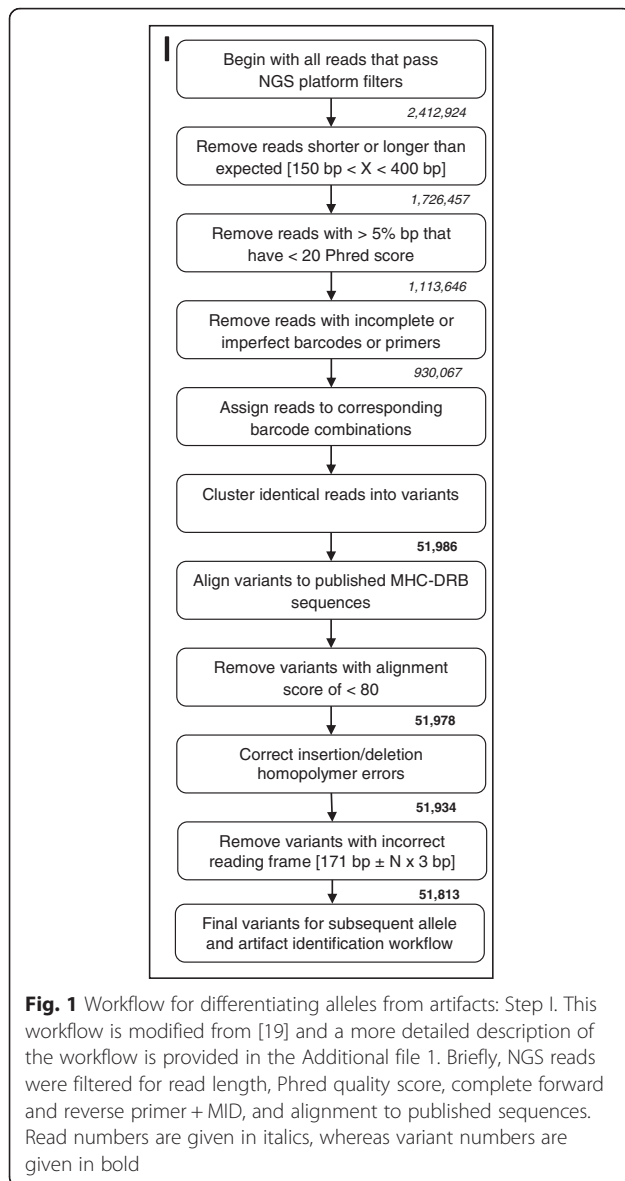 I
Begin with all reads that pass
NGS platform filters
2,412,924
Remove reads shorter or longer than
expected [150 bp < X < 400 bp]
1,726,457
Remove reads with > 5% bp that
have < 20 Phred score
1,113,646
Remove reads with incomplete or
imperfect barcodes or primers
930,067
Assign reads to corresponding
barcode combinations
Cluster identical reads into variants
51,986
Align variants to published MHC-DRB
sequences
Remove variants with alignment
score of < 80
51,978
Correct insertion/deletion
homopolymer errors
51,934
Remove variants with incorrect
reading frame [171 bp ± N x 3 bp]
51,813
Final variants for subsequent allele
and artifact identification workflow
Fig. 1 Workflow for differentiating alleles from artifacts: Step I. This
workflow is modified from [19] and a more detailed description of
the workflow is provided in the Additional file 1. Briefly, NGS reads
were filtered for read length, Phred quality score, complete forward
and reverse primer + MID, and alignment to published sequences.
Read numbers are given in italics, whereas variant numbers are
given in bold